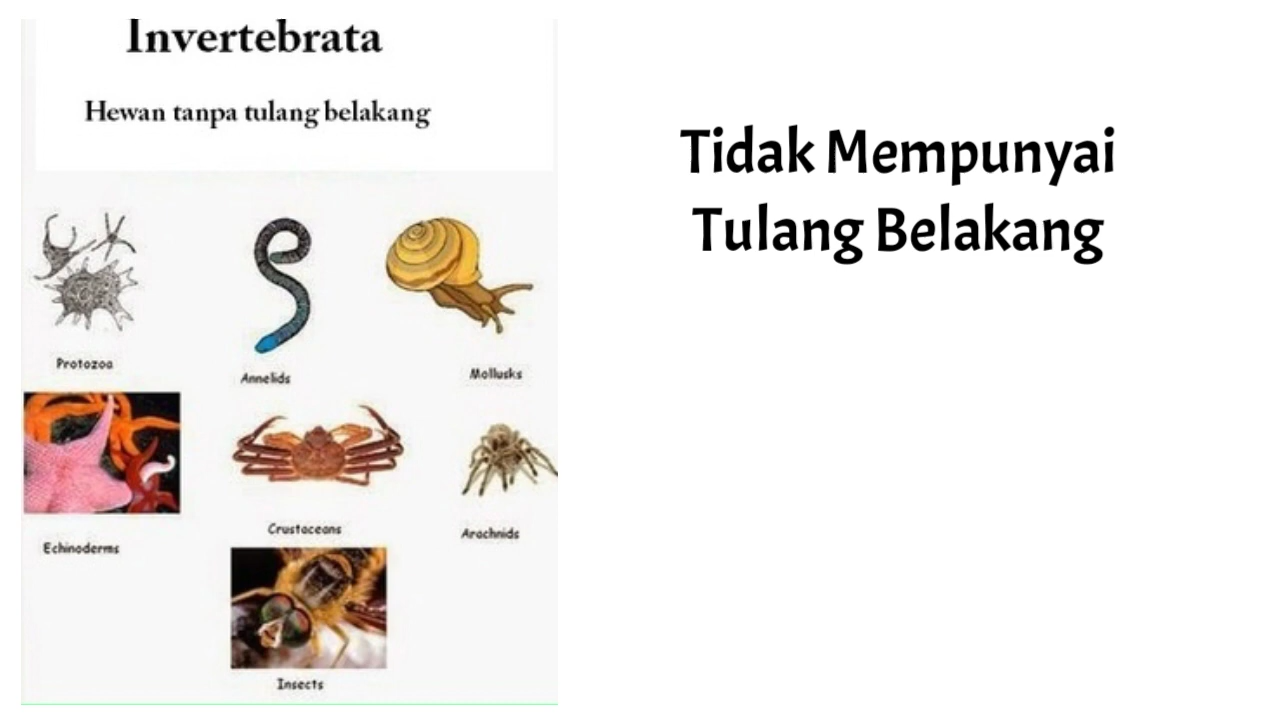 Invertebrata
Hewan tanpa tulang belakang
Tidak Mempunyai
Tulang Belakang
Protozoa
Annelids
Mollusks
Echinoderms
Crustaceans
Arachnids
Insects